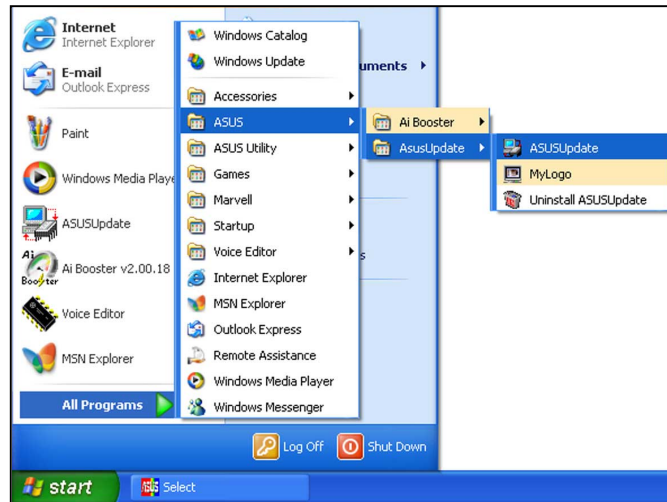 Internet
Internet Explorer
E-mail
Outlook Express
Paint
Windows Media Playe
ASUSUpdate
Ai Booster v2.00.18
Voice Editor
MSN Explorer
All Programs
Windows Catalog
Windows Update
Accessories
ASUS
ASUS Utility
Games
Marvell
Startup
Voice Editor
Internet Explorer
MSN Explorer
Outlook Express
Remote Assistance
Windows Media Player
Windows Messenger
uments
s
Ai Booster
AsusUpdate
ASUSUpdate
MyLogo
Uninstall ASUSUpdate
Log Off
Shut Down
start
Select